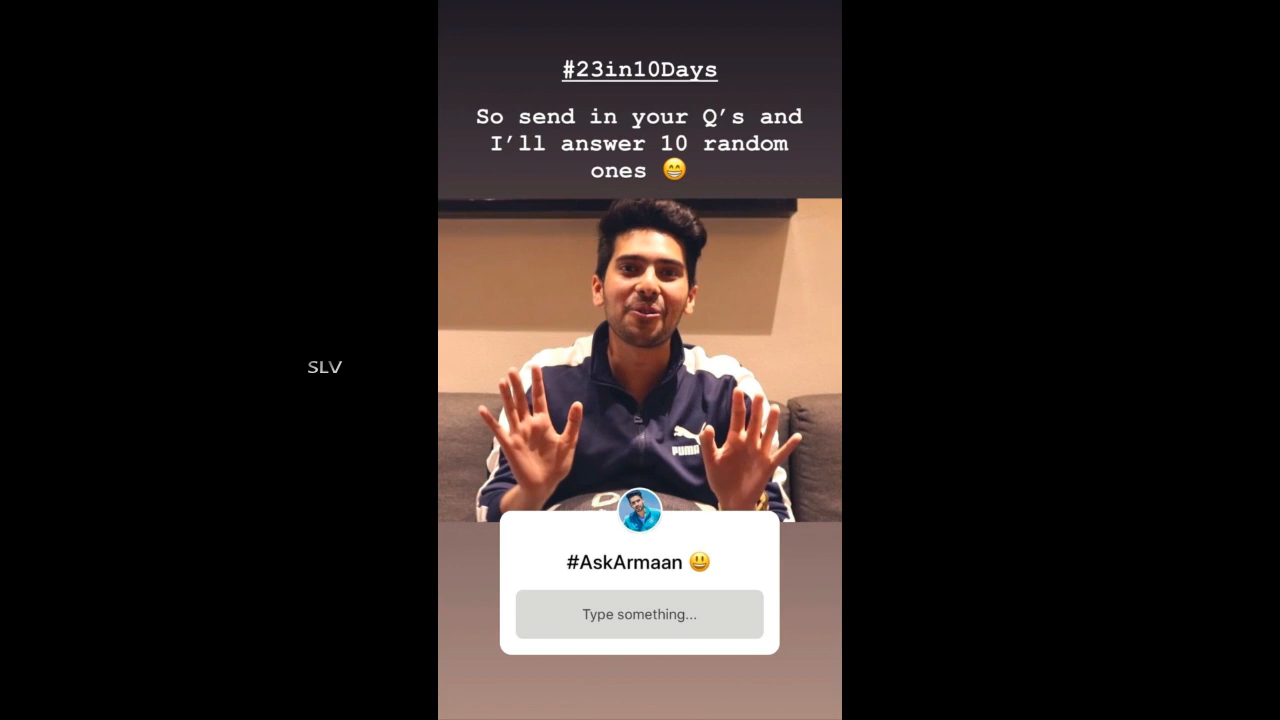 #23in10Days
So send in your Q’s and
I’ll answer 10 random
ones 😁
SLV
PUMA
#AskArmaan 😃
Type something...